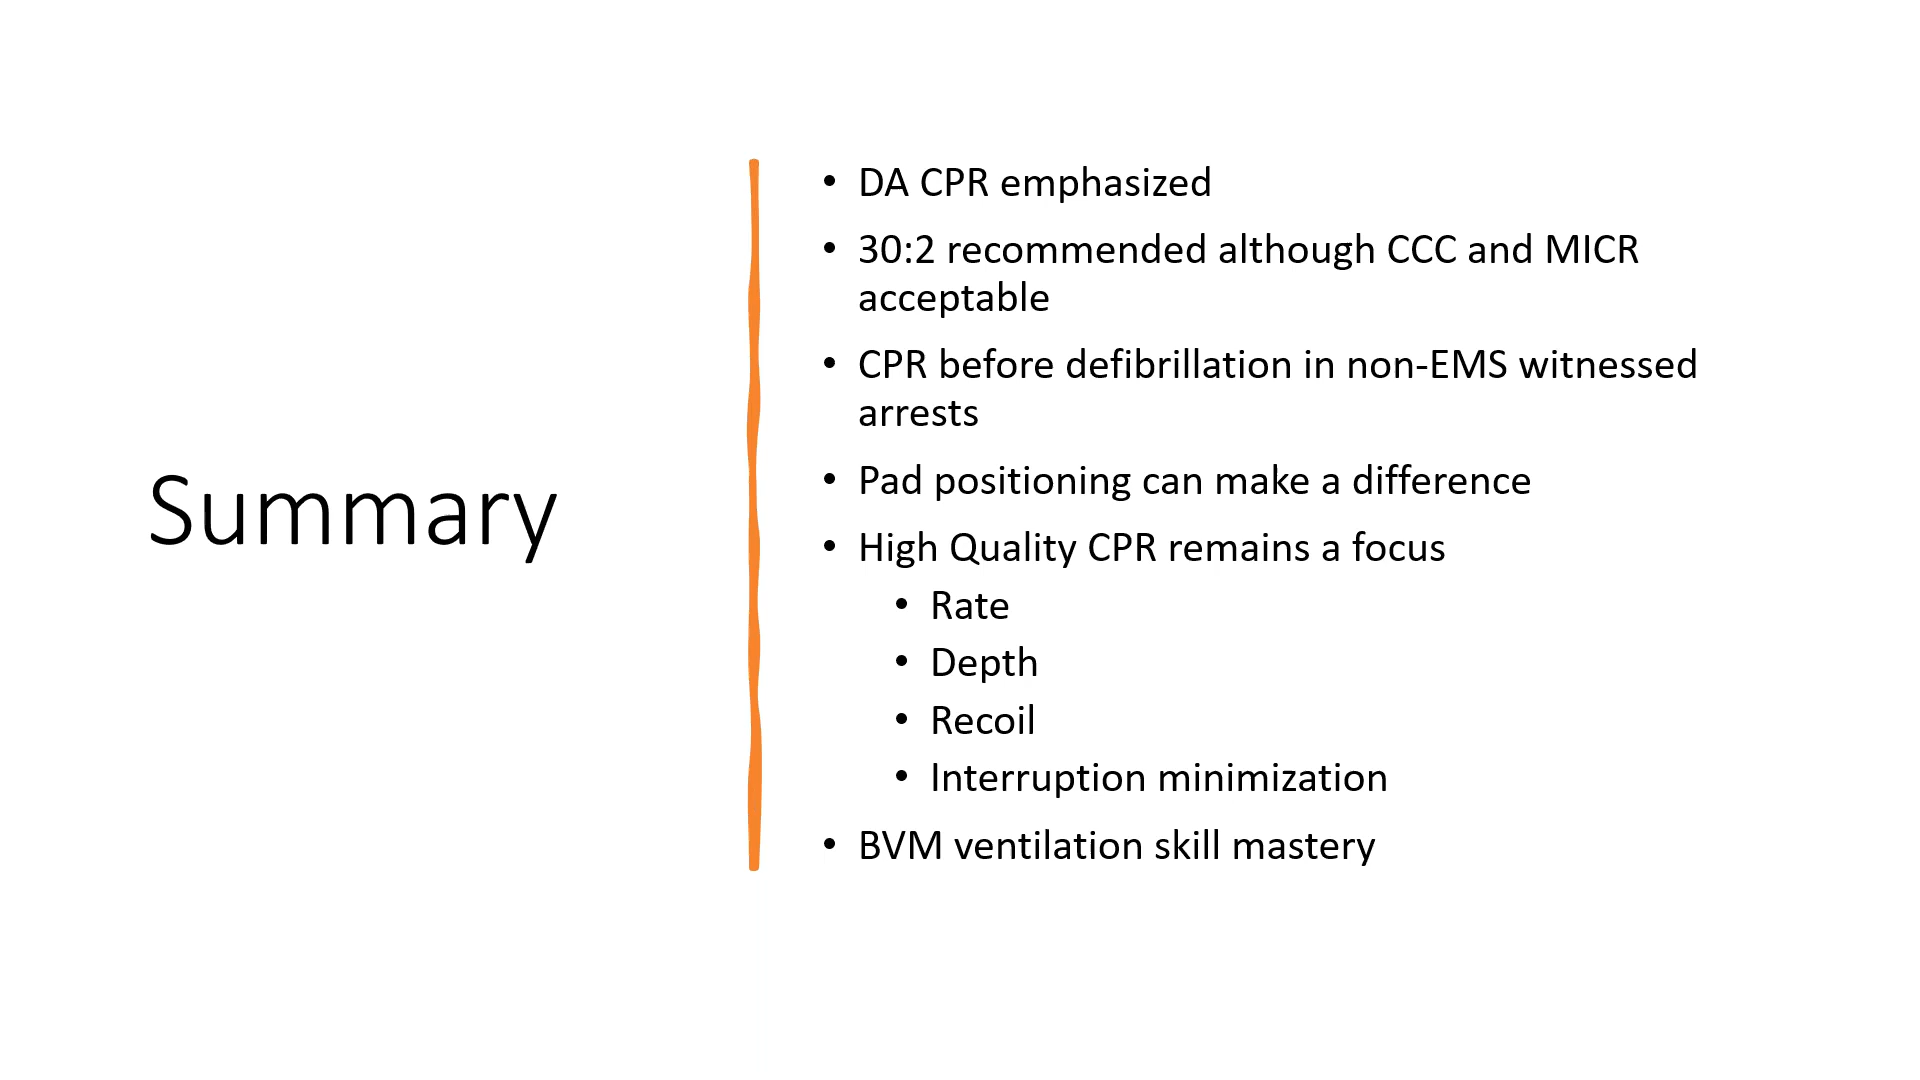 Summary
• DA CPR emphasized
• 30:2 recommended although CCC and MICR
acceptable
• CPR before defibrillation in non-EMS witnessed
arrests
• Pad positioning can make a difference
• High Quality CPR remains a focus
• Rate
• Depth
• Recoil
• Interruption minimization
• BVM ventilation skill mastery